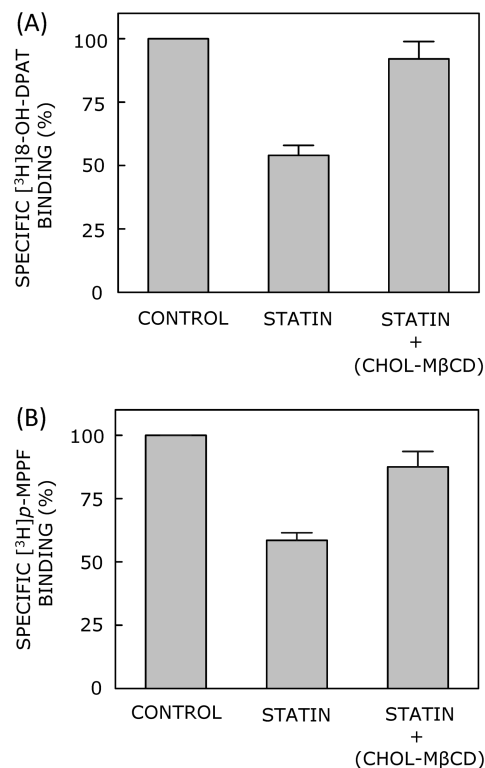 (A)
SPECIFIC [³H]8-OH-DPAT
BINDING (%)
100
75
50
25
0
CONTROL
STATIN
STATIN
+
(CHOL-MβCD)
(B)
SPECIFIC [³H]p-MPPF
BINDING (%)
100
75
50
25
0
CONTROL
STATIN
STATIN
+
(CHOL-MβCD)